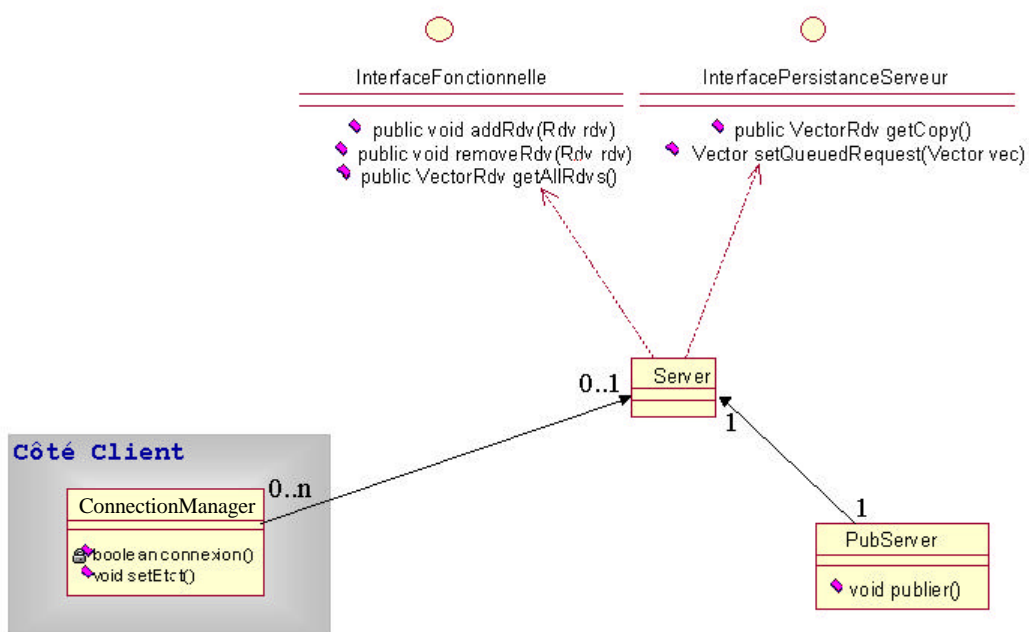 InterfaceFonctionnelle
public void addRdv(Rdv rdv)
public void removeRdv(Rdv rdv)
public VectorRdv getAllRdvs()
InterfacePersistanceServeur
public VectorRdv getCopy()
Vector setQueuedRequest(Vector vec)
Server
0..1
1
Côté Client
0..n
ConnectionManager
boolean connexion()
void setEtct()
1
PubServer
void publier()